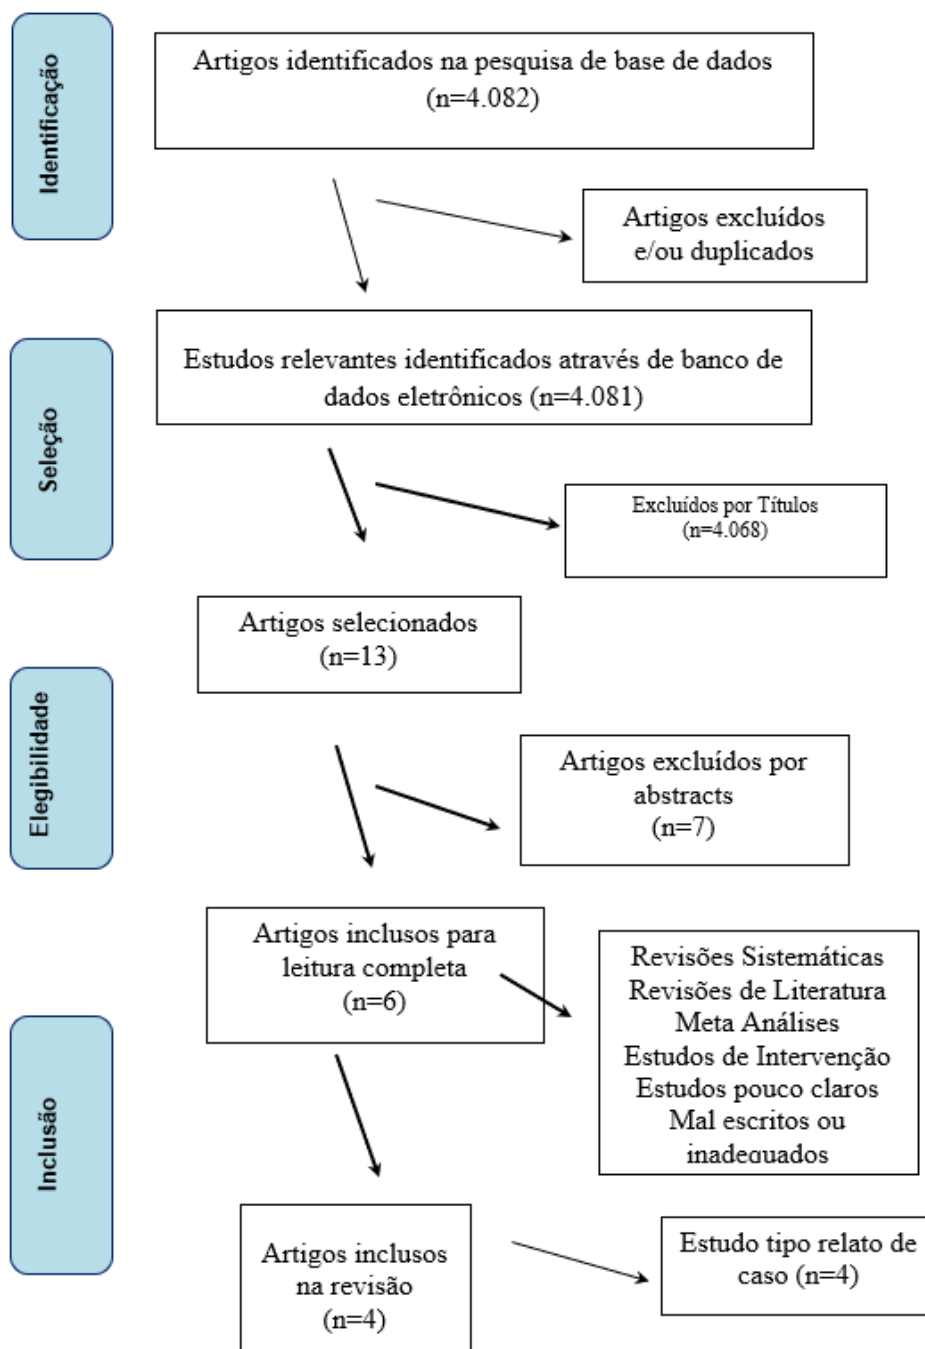 Identificação
Artigos identificados na pesquisa de base de dados
(n=4.082)
Artigos excluídos
e/ou duplicados
Seleção
Estudos relevantes identificados através de banco de
dados eletrônicos (n=4.081)
Excluídos por Títulos
(n=4.068)
Artigos selecionados
(n=13)
Elegibilidade
Artigos excluídos por
abstracts
(n=7)
Artigos inclusos para
leitura completa
(n=6)
Revisões Sistemáticas
Revisões de Literatura
Meta Análises
Estudos de Intervenção
Estudos pouco claros
Mal escritos ou
inadequados
Inclusão
Artigos inclusos
na revisão
(n=4)
Estudo tipo relato de
caso (n=4)